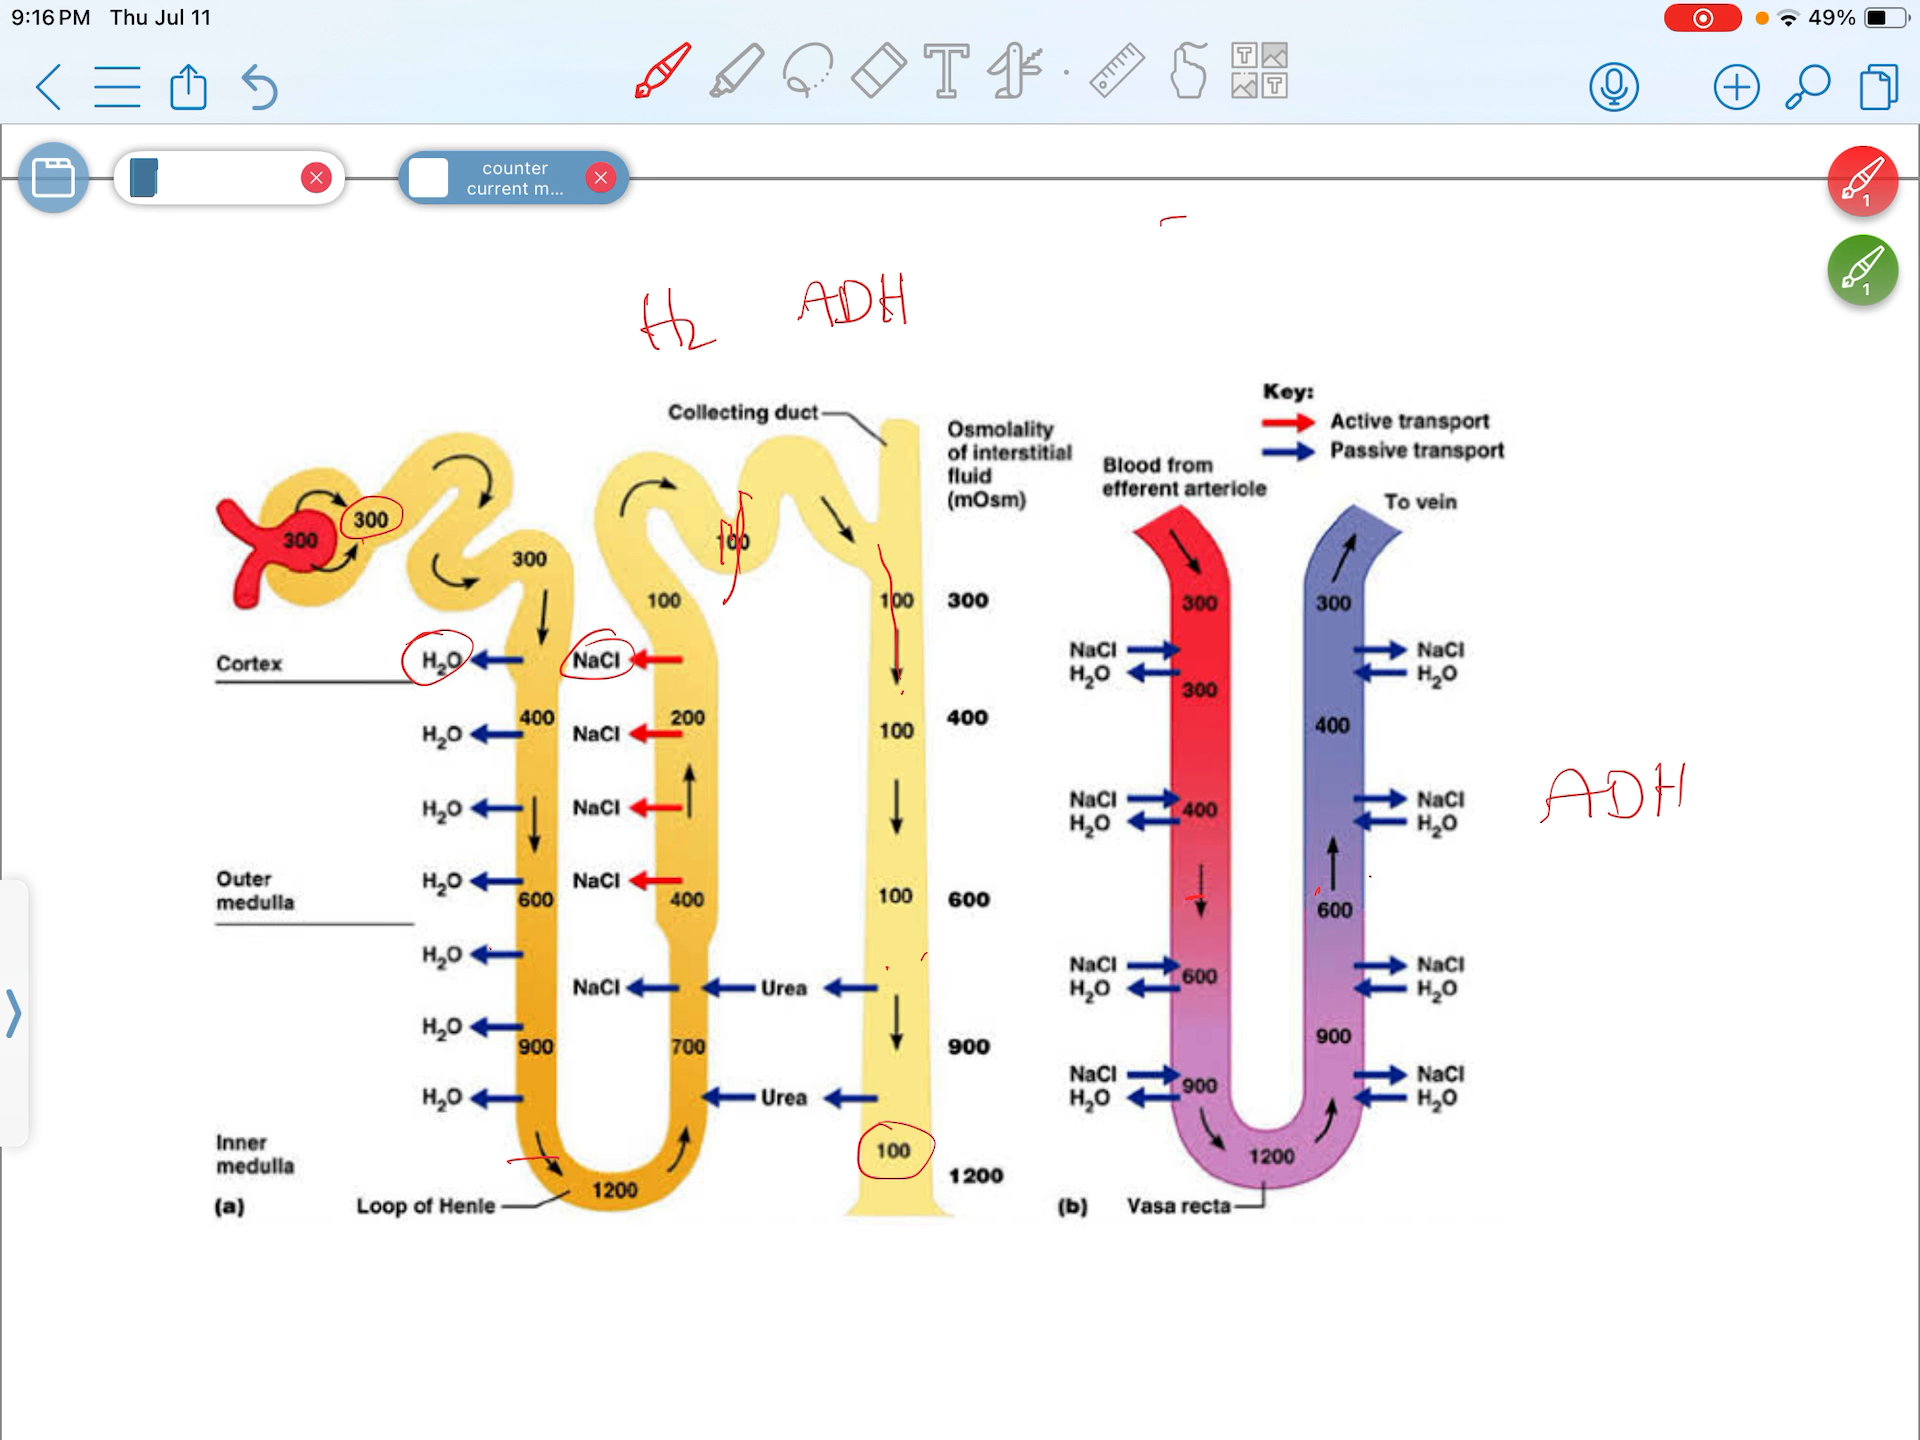 9:16 PM Thu Jul 11
49%
counter
current m...
1
1
H2
ADH
Key:
Active transport
Passive transport
Collecting duct
Osmolality
of interstitial
fluid
(mOsm)
Blood from
efferent arteriole
To vein
300
300
300
100
100
100
300
300
300
Cortex
H₂O
NaCl
NaCl
H₂O
300
NaCl
H₂O
400
H₂O
200
NaCl
100
400
400
H₂O
NaCl
NaCl
H₂O
400
NaCl
H₂O
ADH
Outer
medulla
H₂O
600
NaCl
400
100
600
600
H₂O
NaCl
H₂O
600
NaCl
H₂O
NaCl
Urea
H₂O
900
700
900
900
H₂O
Urea
NaCl
H₂O
900
NaCl
H₂O
Inner
medulla
100
1200
1200
1200
(a)
Loop of Henle
(b)
Vasa recta